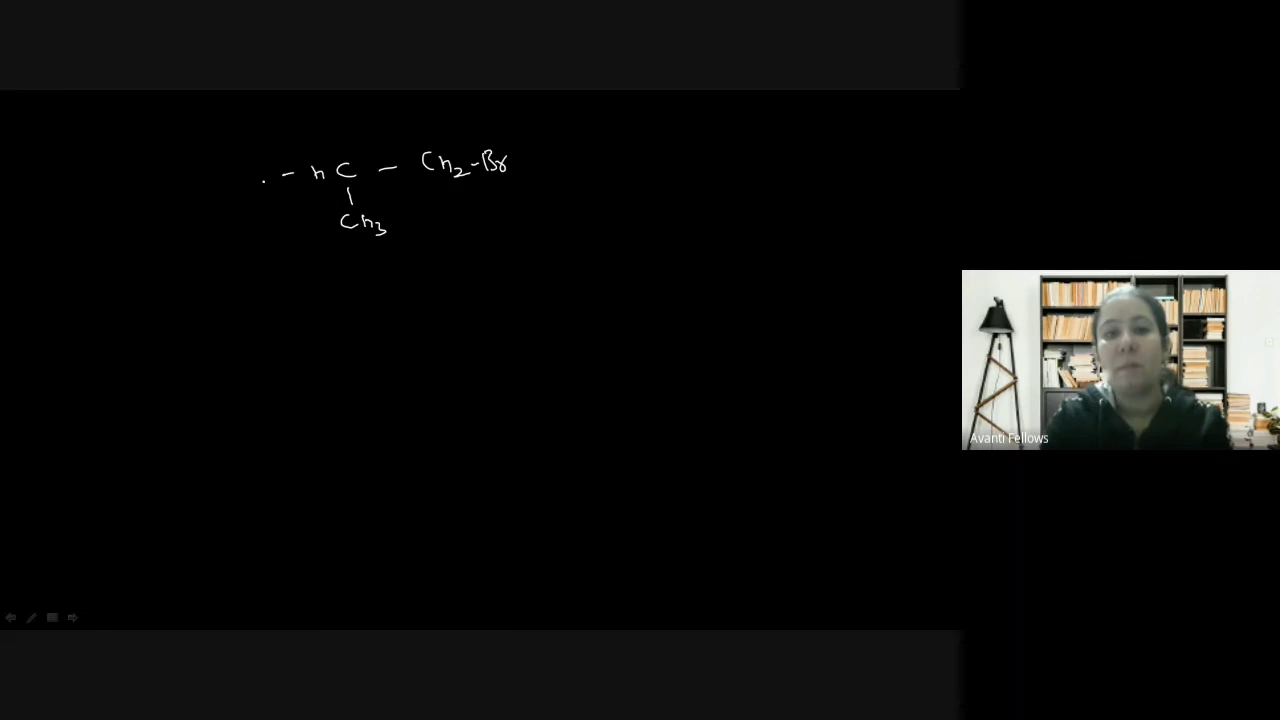 . - hC - Ch2-Br
Ch3
Avanti Fellows